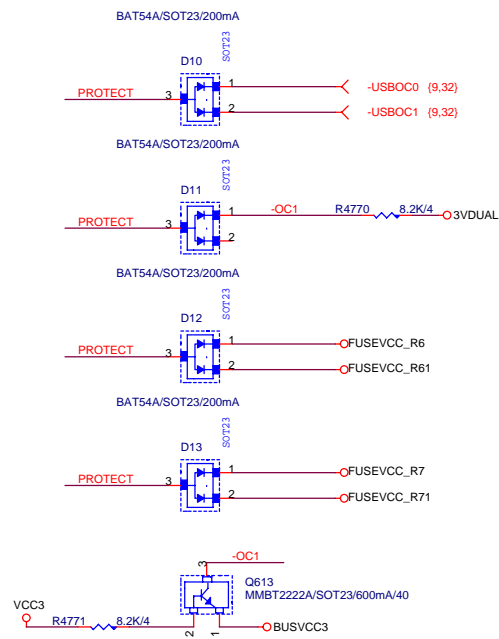 BAT54A/SOT23/200mA
SOT23
D10
PROTECT 3 1 -USBOC0 {9,32}
2 -USBOC1 {9,32}
BAT54A/SOT23/200mA
SOT23
D11
PROTECT 3 1 -OC1 R4770 8.2K/4 3VDUAL
2
BAT54A/SOT23/200mA
SOT23
D12
PROTECT 3 1 FUSEVCC_R6
2 FUSEVCC_R61
BAT54A/SOT23/200mA
SOT23
D13
PROTECT 3 1 FUSEVCC_R7
2 FUSEVCC_R71
3 -OC1
Q613
MMBT2222A/SOT23/600mA/40
VCC3
R4771 8.2K/4 2 1 BUSVCC3